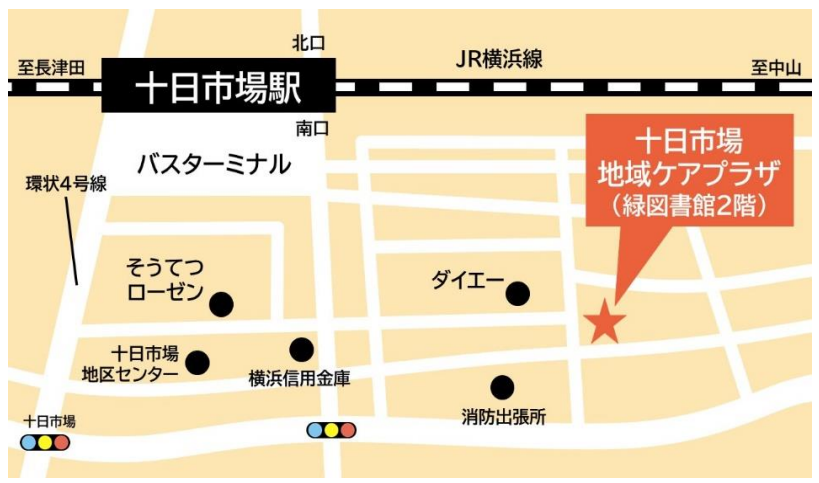 北口
至長津田
十日市場駅
JR横浜線
至中山
南口
バスターミナル
環状4号線
十日市場
地域ケアプラザ
(緑図書館2階)
そうてつ
ローゼン
ダイエー
十日市場
地区センター
横浜信用金庫
消防出張所
十日市場